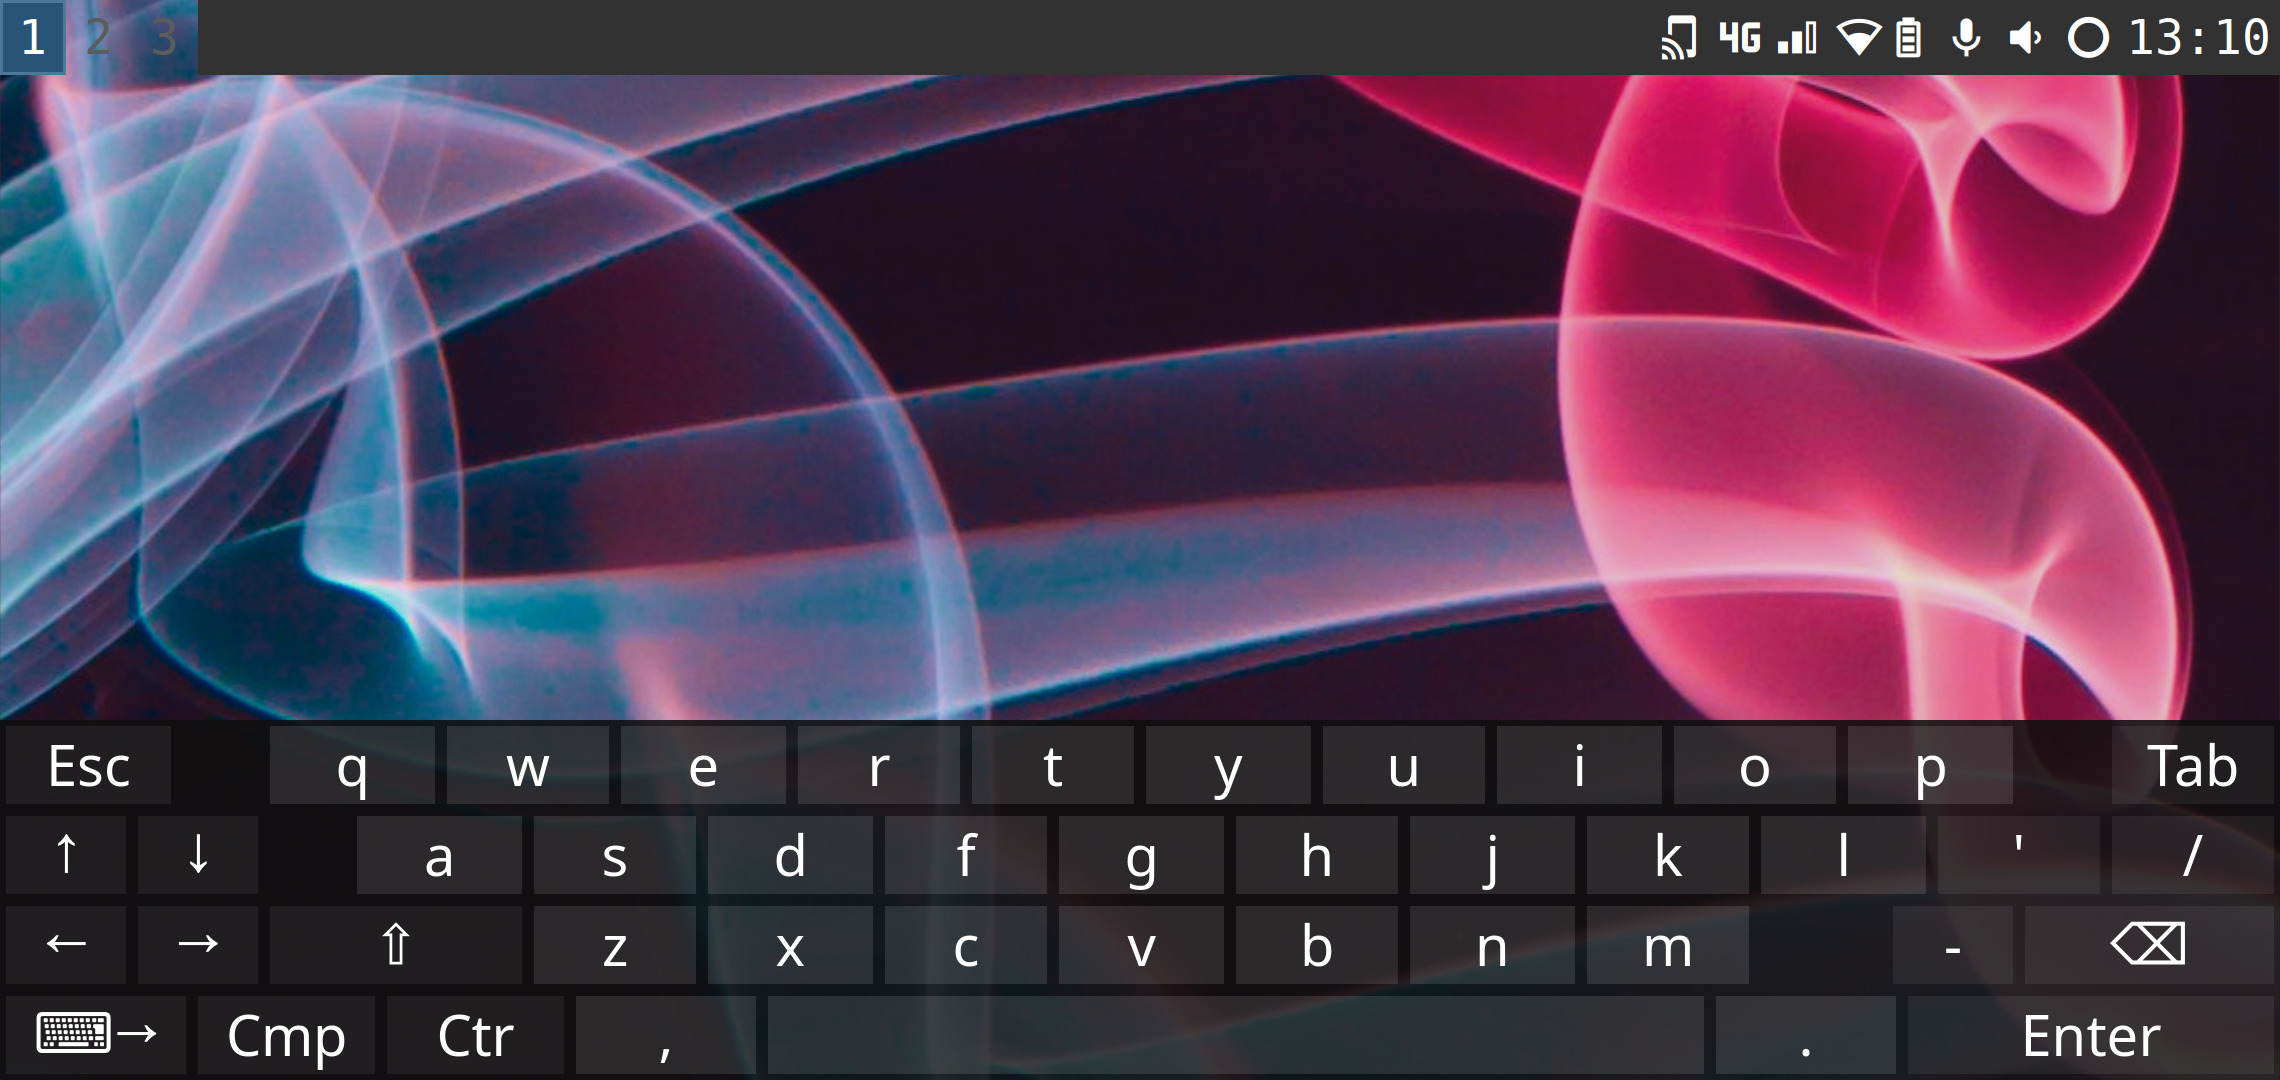 1 2 3 4G 13:10
Esc q w e r t y u i o p Tab
↑ ↓ a s d f g h j k l ' /
← → ⇧ z x c v b n m - ⌫
⌨→ Cmp Ctr , . Enter